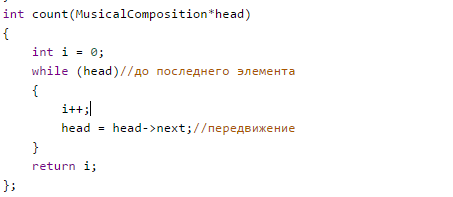 int count(MusicalComposition*head)
{
    int i = 0;
    while (head)//до последнего элемента
    {
        i++;
        head = head->next;//передвижение
    }
    return i;
};